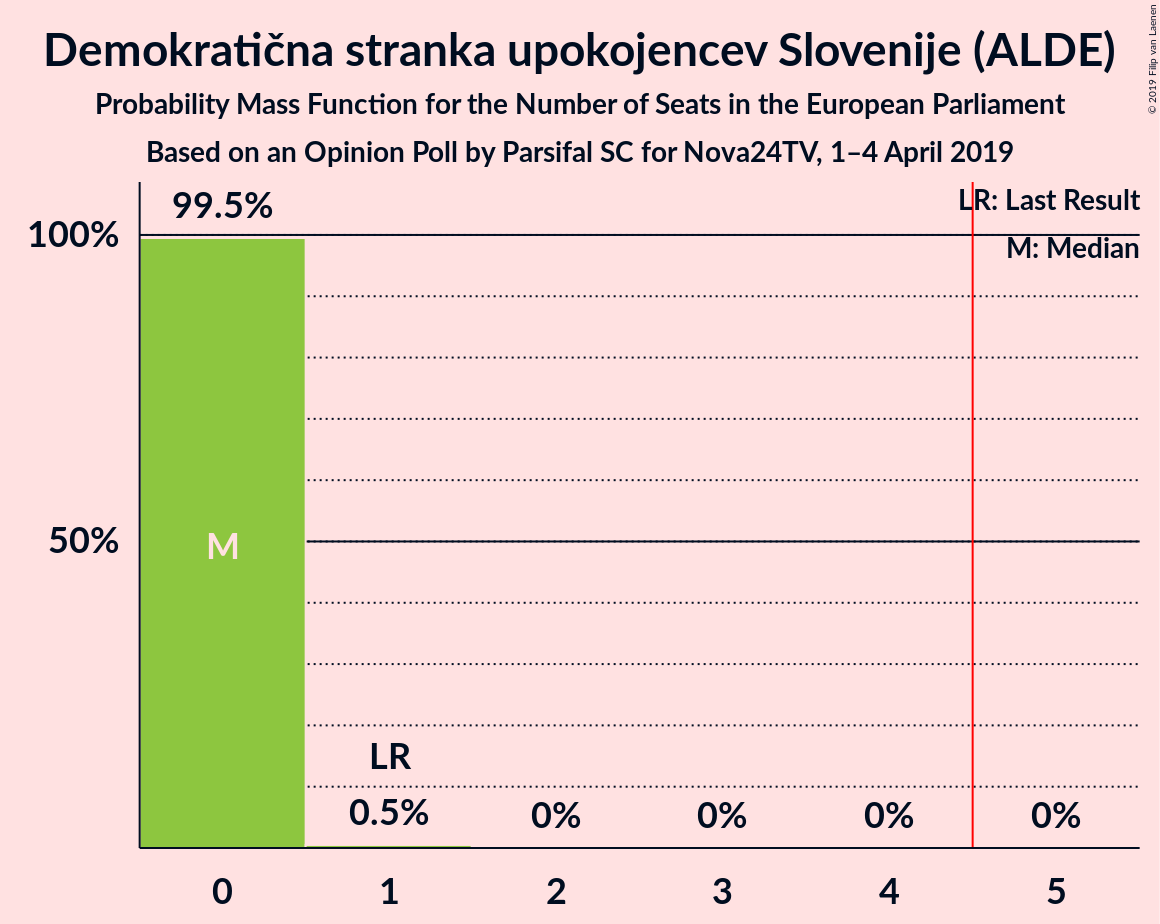 Demokratična stranka upokojencev Slovenije (ALDE)
Probability Mass Function for the Number of Seats in the European Parliament
Based on an Opinion Poll by Parsifal SC for Nova24TV, 1–4 April 2019
© 2019 Filip van Laenen
LR: Last Result
M: Median
99.5%
100%
50%
M
LR
0.5%
0%
0%
0%
0%
0
1
2
3
4
5